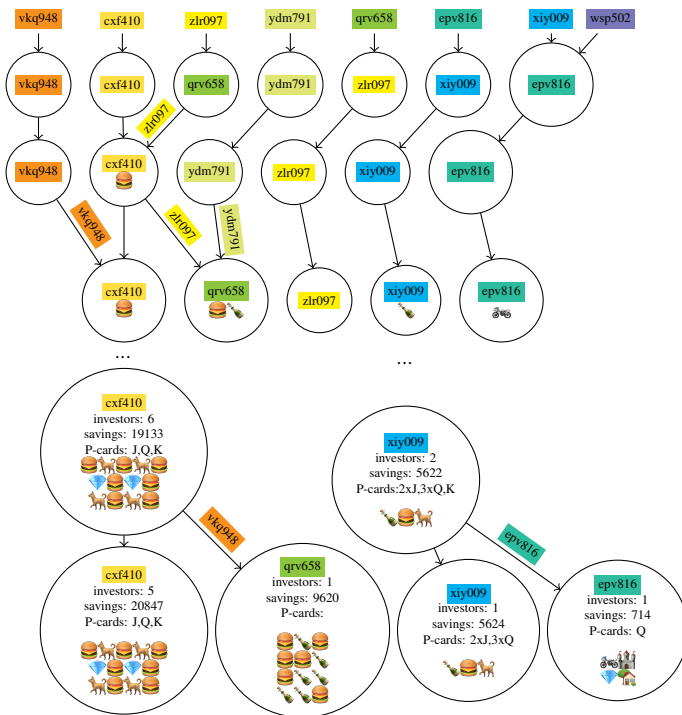 vkq948 cxf410 zlr097 ydm791 qrv658 epv816 xiy009 wsp502
vkq948 cxf410 qrv658 ydm791 zlr097 xiy009 epv816
zlr097
vkq948 cxf410 ydm791 zlr097 xiy009 epv816
vkq948 zlr097 ydm791
cxf410 qrv658 zlr097 xiy009 epv816
...
...
cxf410
investors: 6
savings: 19133
P-cards: J,Q,K
xiy009
investors: 2
savings: 5622
P-cards:2xJ,3xQ,K
vkq948
epv816
cxf410
investors: 5
savings: 20847
P-cards: J,Q,K
qrv658
investors: 1
savings: 9620
P-cards:
xiy009
investors: 1
savings: 5624
P-cards: 2xJ,3xQ
epv816
investors: 1
savings: 714
P-cards: Q